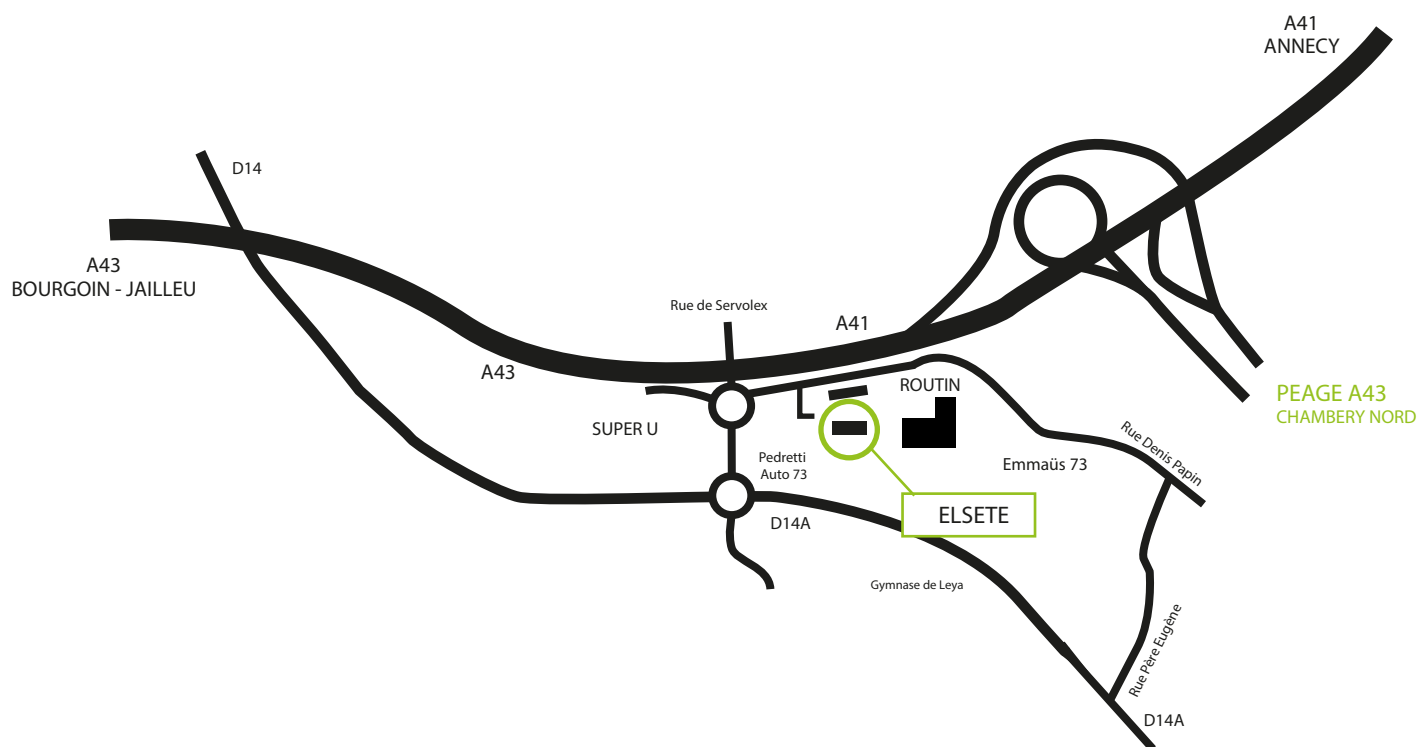 A41
ANNECY
D14
A43
BOURGOIN - JAILLEU
Rue de Servolex
A41
A43
ROUTIN
PEAGE A43
CHAMBERY NORD
SUPER U
Rue Denis Papin
Pedretti
Auto 73
Emmaüs 73
ELSETE
D14A
Gymnase de Leya
Rue Père Eugène
D14A